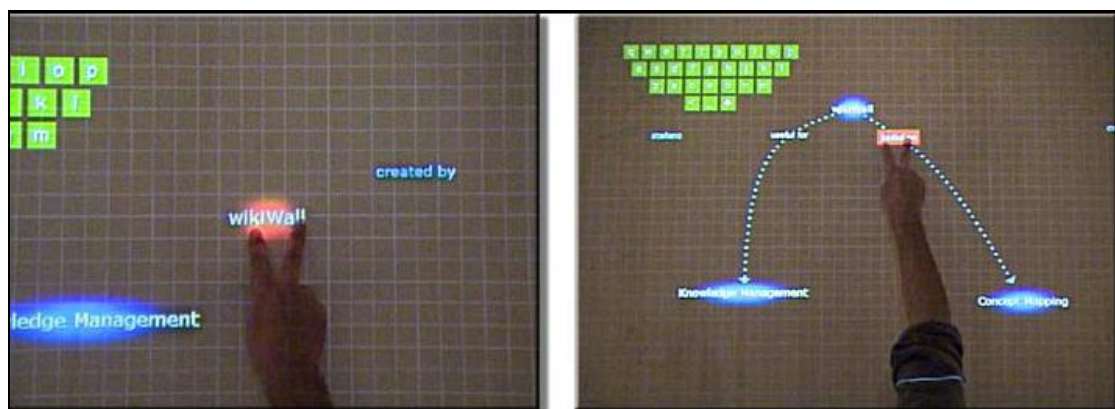 i o p
k l
m
created by
wikiWall
ledge Management
q w e r t y u i o p
a s d f g h j k l
z x c v b n m
wikiWall
useful for
Knowledge Management
Concept Mapping